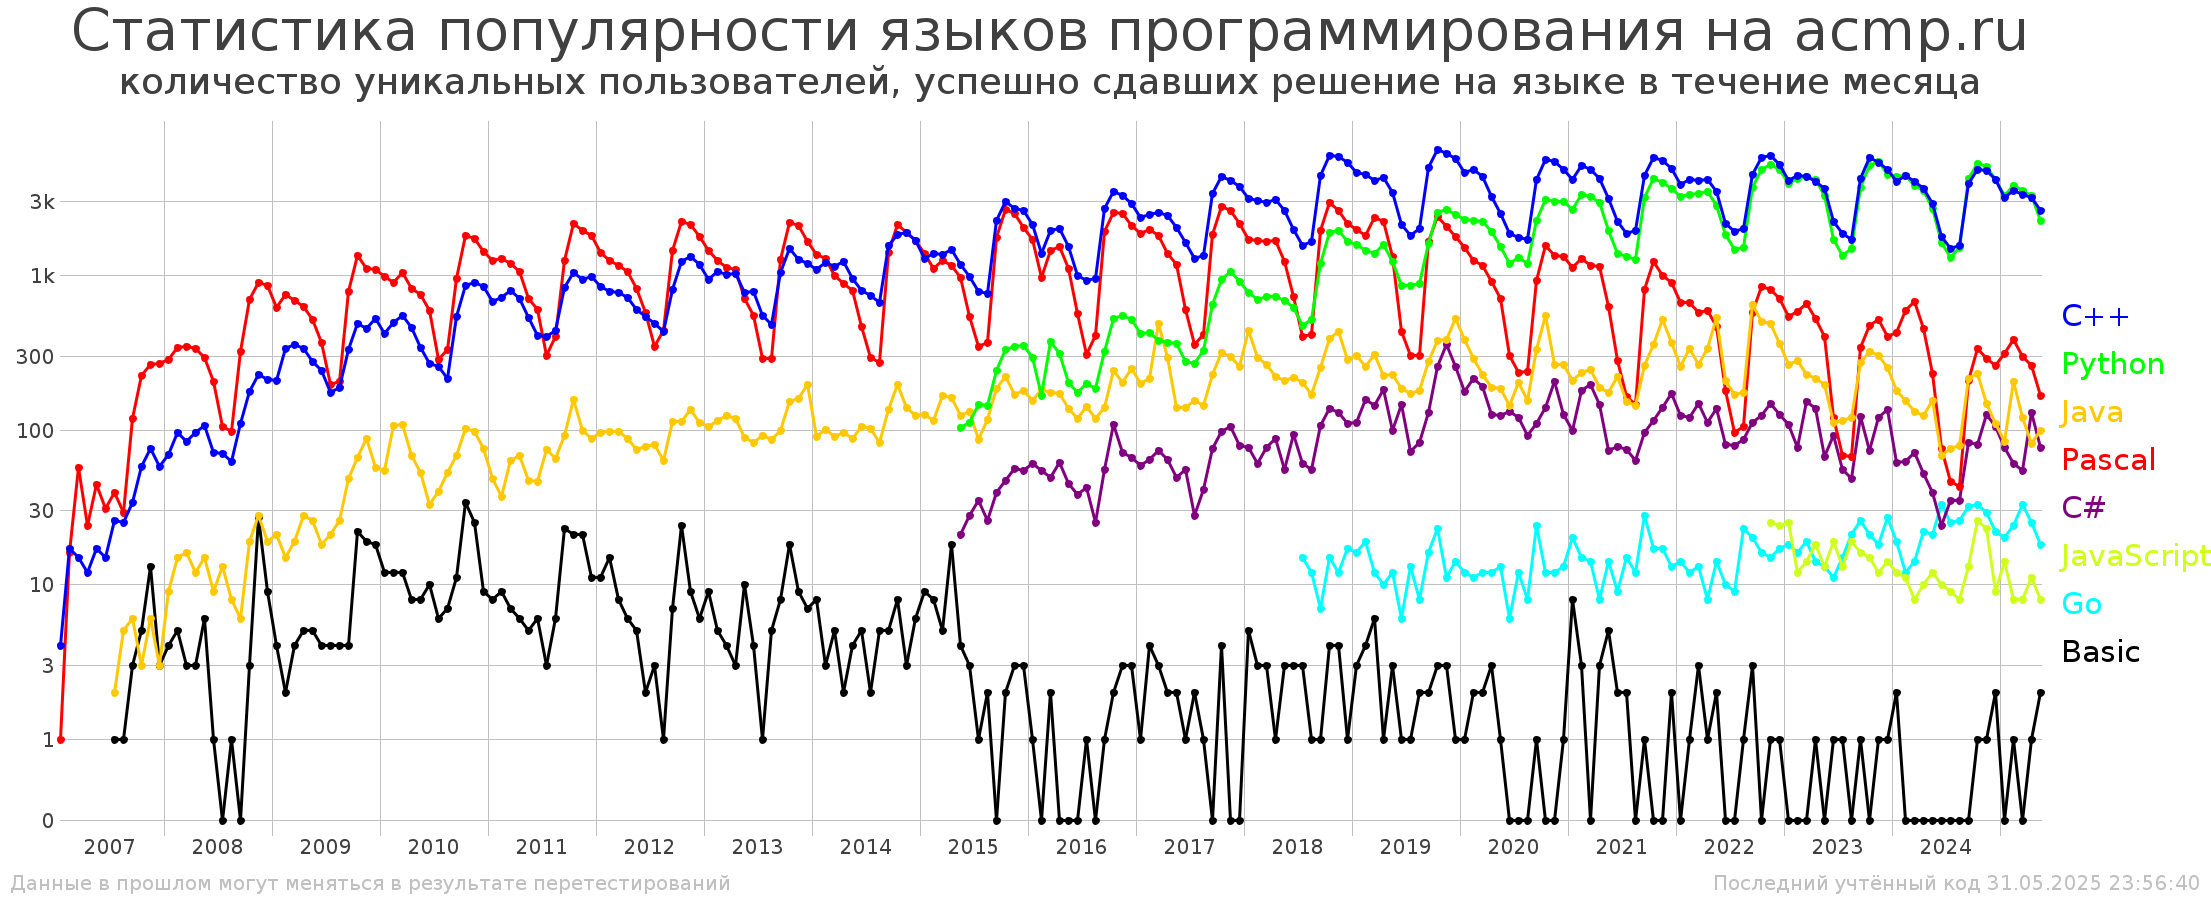 Статистика популярности языков программирования на acmp.ru
количество уникальных пользователей, успешно сдавших решение на языке в течение месяца
3k
1k
300
100
30
10
3
1
0
C++
Python
Java
Pascal
C#
JavaScript
Go
Basic
2007 2008 2009 2010 2011 2012 2013 2014 2015 2016 2017 2018 2019 2020 2021 2022 2023 2024
Данные в прошлом могут меняться в результате перетестирований
Последний учтённый код 31.05.2025 23:56:40